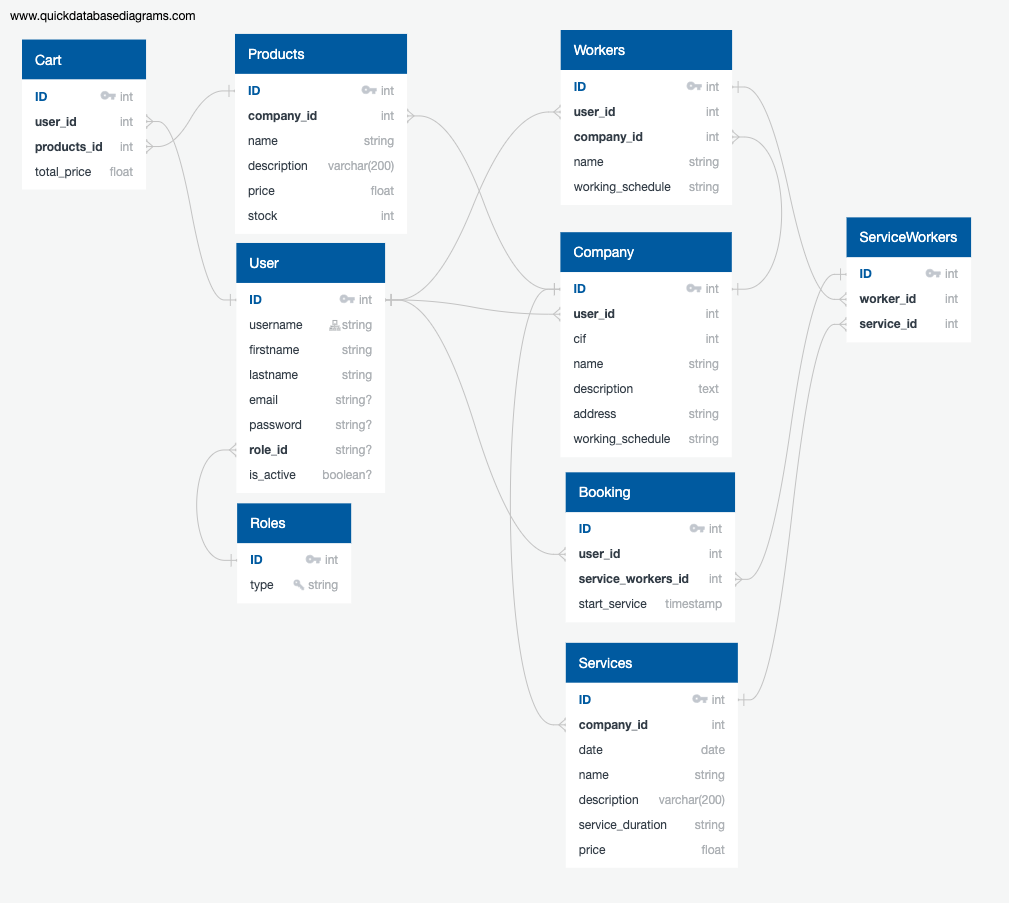 www.quickdatabasediagrams.com
Cart
ID int
user_id int
products_id int
total_price float
Products
ID int
company_id int
name string
description varchar(200)
price float
stock int
User
ID int
username string
firstname string
lastname string
email string?
password string?
role_id string?
is_active boolean?
Roles
ID int
type string
Workers
ID int
user_id int
company_id int
name string
working_schedule string
Company
ID int
user_id int
cif int
name string
description text
address string
working_schedule string
Booking
ID int
user_id int
service_workers_id int
start_service timestamp
Services
ID int
company_id int
date date
name string
description varchar(200)
service_duration string
price float
ServiceWorkers
ID int
worker_id int
service_id int